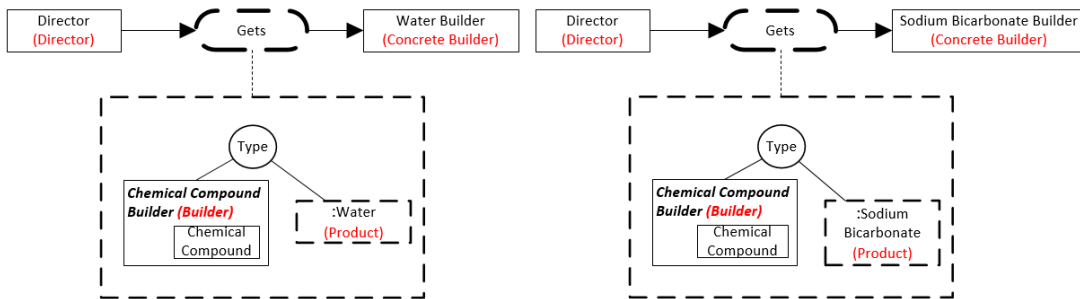 Director
(Director)
Gets
Water Builder
(Concrete Builder)
Type
Chemical Compound
Builder (Builder)
Chemical
Compound
:Water
(Product)
Director
(Director)
Gets
Sodium Bicarbonate Builder
(Concrete Builder)
Type
Chemical Compound
Builder (Builder)
Chemical
Compound
:Sodium
Bicarbonate
(Product)